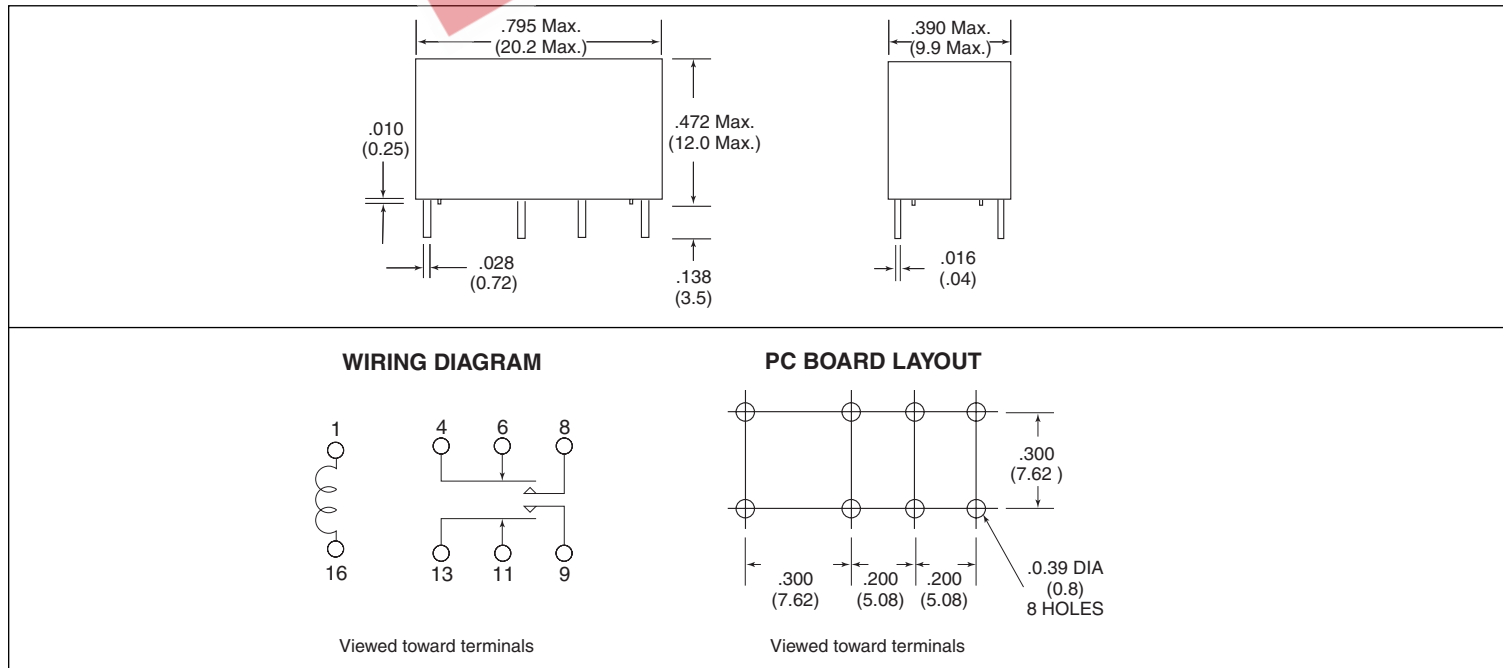 .795 Max.
(20.2 Max.)
.390 Max.
(9.9 Max.)
.010
(0.25)
.472 Max.
(12.0 Max.)
.028
(0.72)
.138
(3.5)
.016
(.04)
WIRING DIAGRAM
1
4 6 8
16
13 11 9
Viewed toward terminals
PC BOARD LAYOUT
.300
(7.62 )
.300
(7.62)
.200
(5.08)
.200
(5.08)
.0.39 DIA
(0.8)
8 HOLES
Viewed toward terminals